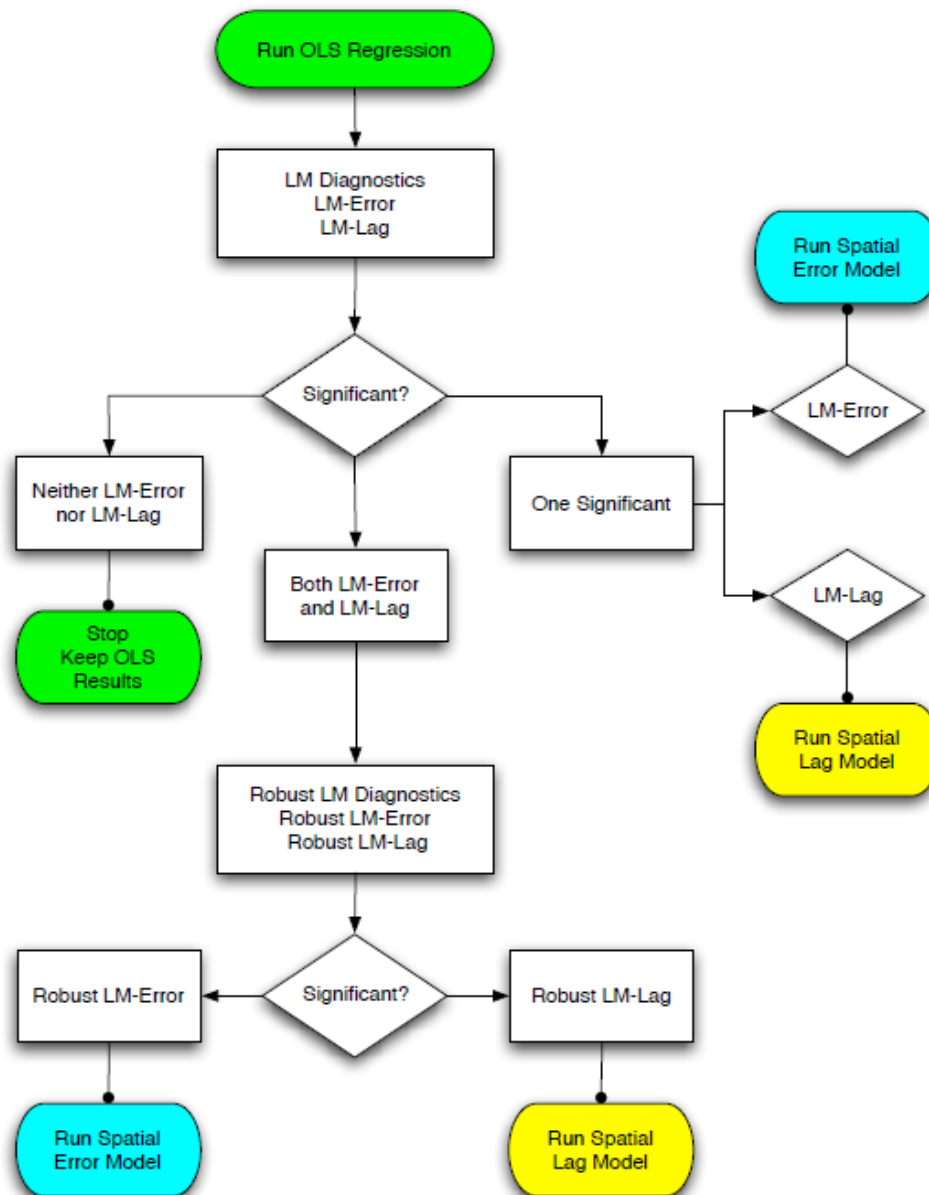 Run OLS Regression
LM Diagnostics
LM-Error
LM-Lag
Run Spatial
Error Model
Significant?
LM-Error
Neither LM-Error
nor LM-Lag
One Significant
Both LM-Error
and LM-Lag
LM-Lag
Stop
Keep OLS
Results
Run Spatial
Lag Model
Robust LM Diagnostics
Robust LM-Error
Robust LM-Lag
Robust LM-Error
Significant?
Robust LM-Lag
Run Spatial
Error Model
Run Spatial
Lag Model